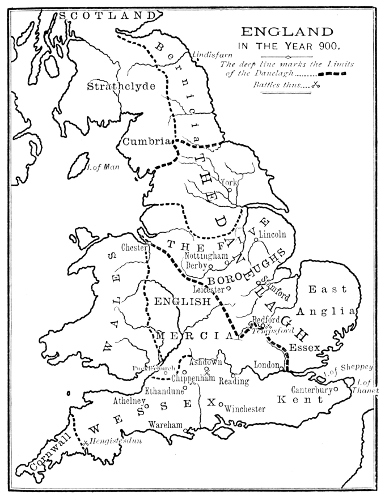 SCOTLAND
ENGLAND
IN THE YEAR 900.
The deep line marks the Limits
of the Danelagh
Battles thus
Bernicia
Lindisfarn
Strathclyde
Cumbria
I. of Man
York
THE DANELAGH
THE FIVE
BOROUGHS
Lincoln
Nottingham
Derby
Leicester
Stamford
Chester
WALES
ENGLISH
MERCIA
East
Anglia
Bedford
Tempsford
Essex
London
I. of Sheppey
I. of
Thanet
Canterbury
Kent
Ashdown
Chippenham
Reading
Ethandune
Athelney
WESSEX
Winchester
Wareham
Cornwall
Hengistesdun